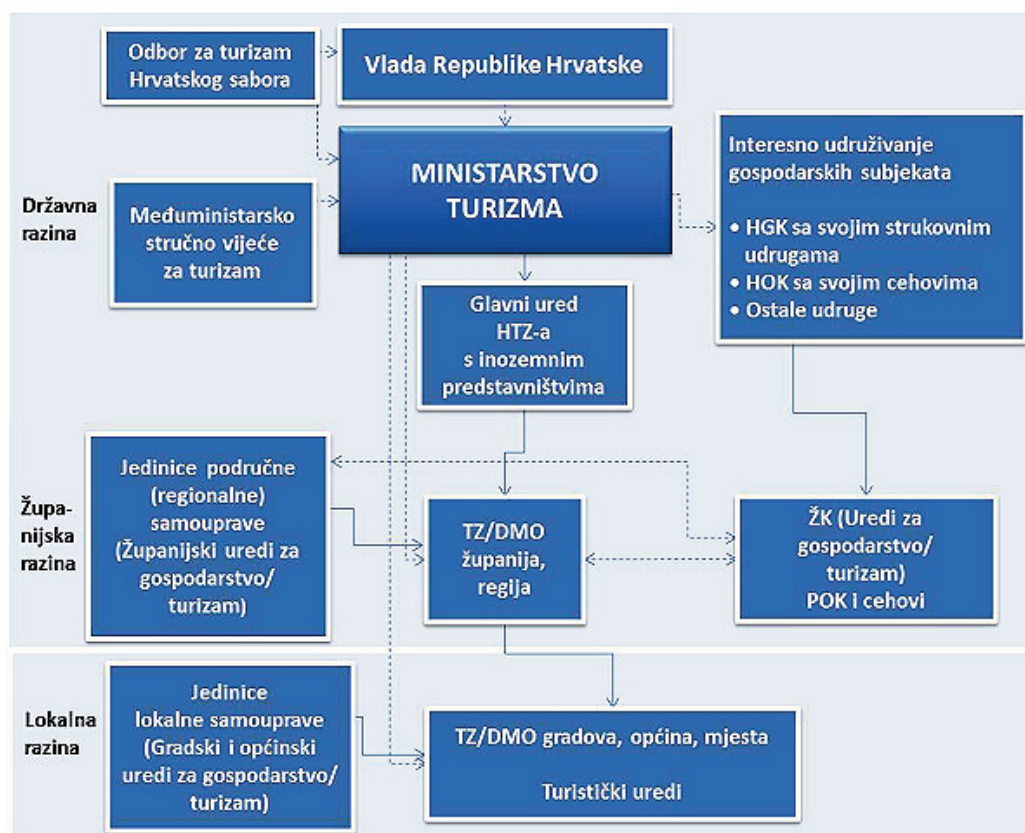 Odbor za turizam
Hrvatskog sabora
Vlada Republike Hrvatske
MINISTARSTVO
TURIZMA
Interesno udruživanje
gospodarskih subjekata
• HGK sa svojim strukovnim
udrugama
• HOK sa svojim cehovima
• Ostale udruge
Državna
razina
Međuministarsko
stručno vijeće
za turizam
Glavni ured
HTZ-a
s inozemnim
predstavništvima
Župa-
nijska
razina
Jedinice područne
(regionalne)
samouprave
(Županijski uredi za
gospodarstvo/
turizam)
TZ/DMO
županija,
regija
ŽK (Uredi za
gospodarstvo/
turizam)
POK i cehovi
Lokalna
razina
Jedinice
lokalne samouprave
(Gradski i općinski
uredi za gospodarstvo/
turizam)
TZ/DMO gradova, općina, mjesta
Turistički uredi